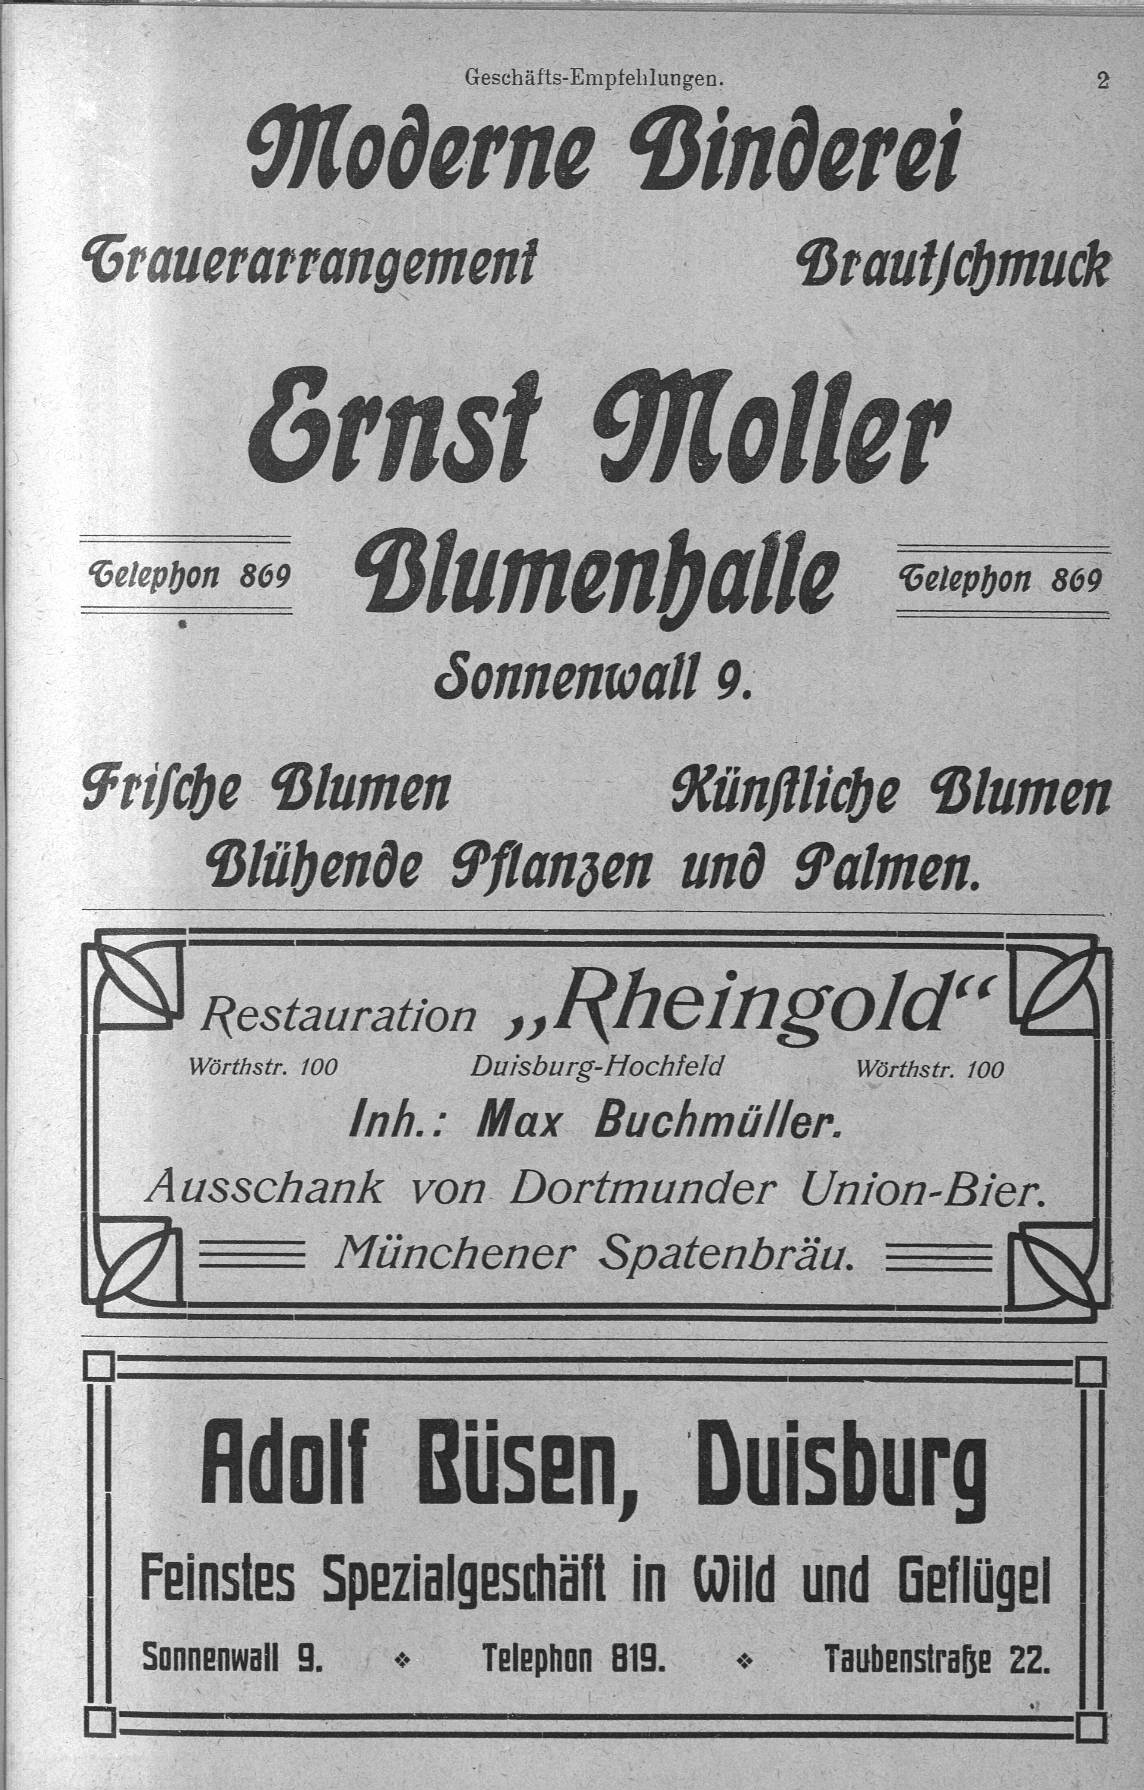 Geschäfts-Empfehlungen. 2
Moderne Binderei
Trauerarrangement Brautschmuck
Ernst Moller
Telephon 869 Blumenhalle Telephon 869
Sonnenwall 9.
Frische Blumen Künstliche Blumen
Blühende Pflanzen und Palmen.
Restauration „Rheingold“
Wörthstr. 100 Duisburg-Hochfeld Wörthstr. 100
Inh.: Max Buchmüller.
Ausschank von Dortmunder Union-Bier.
Münchener Spatenbräu.
Adolf Büsen, Duisburg
Feinstes Spezialgeschäft in Wild und Geflügel
Sonnenwall 9. Telephon 819. Taubenstraße 22.